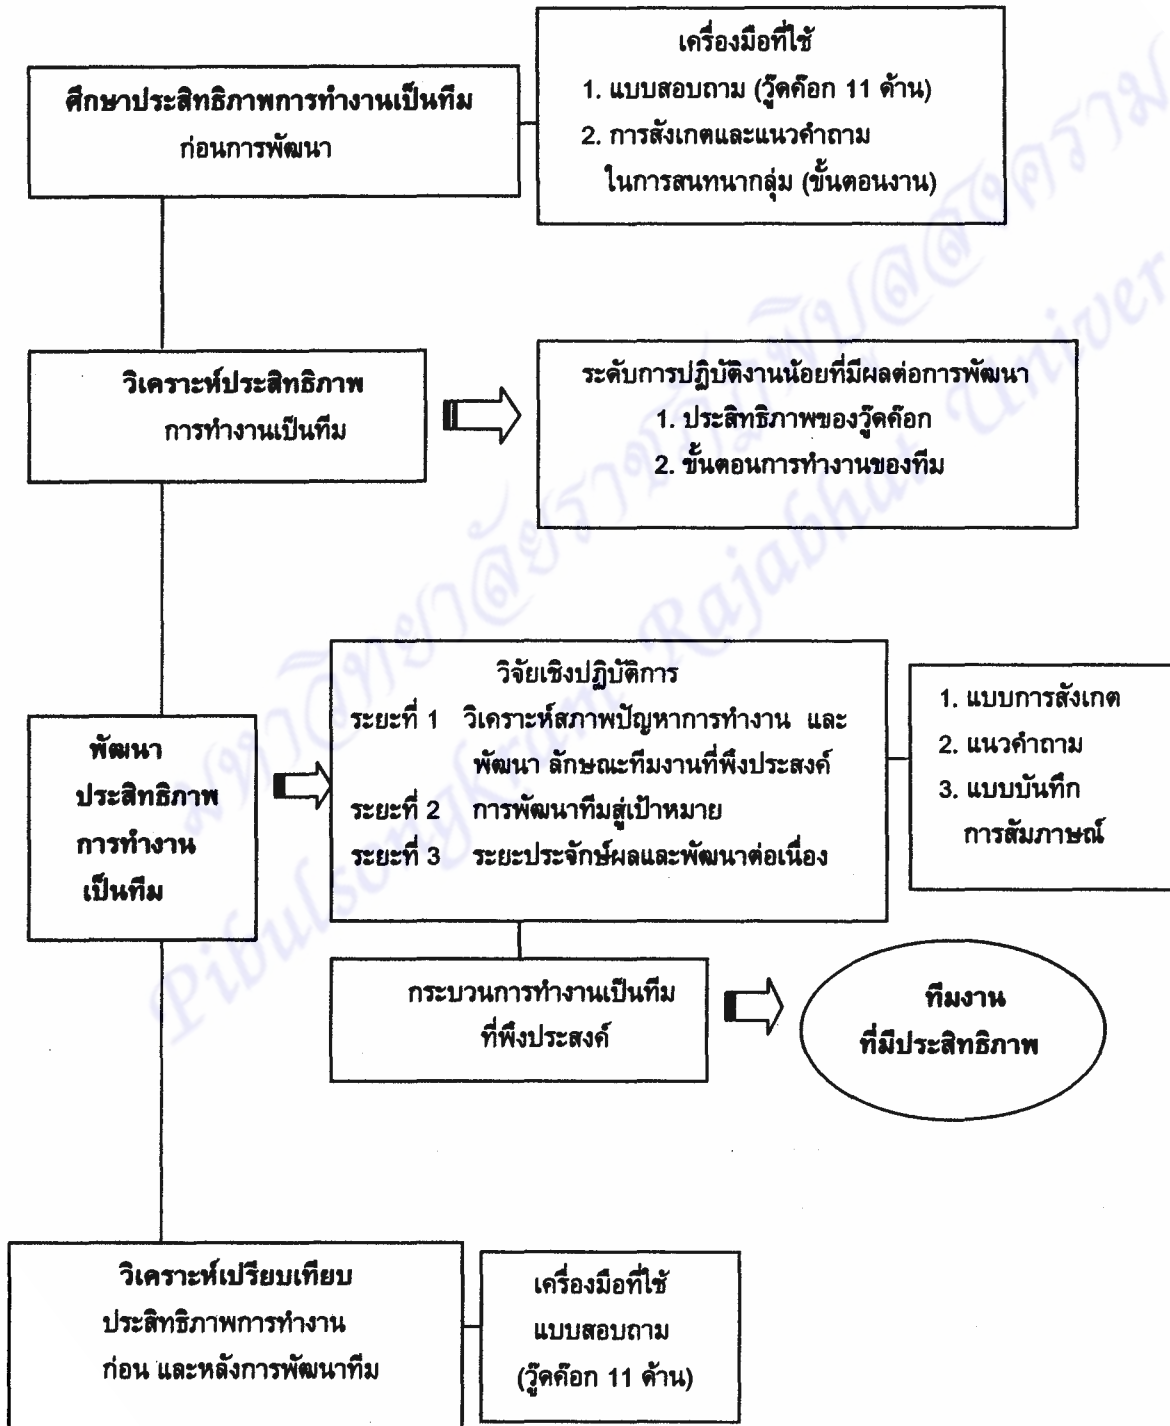 ศึกษาประสิทธิภาพการทำงานเป็นทีม
ก่อนการพัฒนา
เครื่องมือที่ใช้
1. แบบสอบถาม (วู๊ดค๊อก 11 ด้าน)
2. การสังเกตและแนวคำถาม
ในการสนทนากลุ่ม (ขั้นตอนงาน)
วิเคราะห์ประสิทธิภาพ
การทำงานเป็นทีม
ระดับการปฏิบัติงานน้อยที่มีผลต่อการพัฒนา
1. ประสิทธิภาพของวู๊ดค๊อก
2. ขั้นตอนการทำงานของทีม
พัฒนา
ประสิทธิภาพ
การทำงาน
เป็นทีม
วิจัยเชิงปฏิบัติการ
ระยะที่ 1 วิเคราะห์สภาพปัญหาการทำงาน และ
พัฒนา ลักษณะทีมงานที่พึงประสงค์
ระยะที่ 2 การพัฒนาทีมสู่เป้าหมาย
ระยะที่ 3 ระยะประจักษ์ผลและพัฒนาต่อเนื่อง
1. แบบการสังเกต
2. แนวคำถาม
3. แบบบันทึก
การสัมภาษณ์
กระบวนการทำงานเป็นทีม
ที่พึงประสงค์
ทีมงาน
ที่มีประสิทธิภาพ
วิเคราะห์เปรียบเทียบ
ประสิทธิภาพการทำงาน
ก่อน และหลังการพัฒนาทีม
เครื่องมือที่ใช้
แบบสอบถาม
(วู๊ดค๊อก 11 ด้าน)
มหาวิทยาลัยราชภัฏพิบูลสงคราม
Pibulsongkram Rajabhat Univer